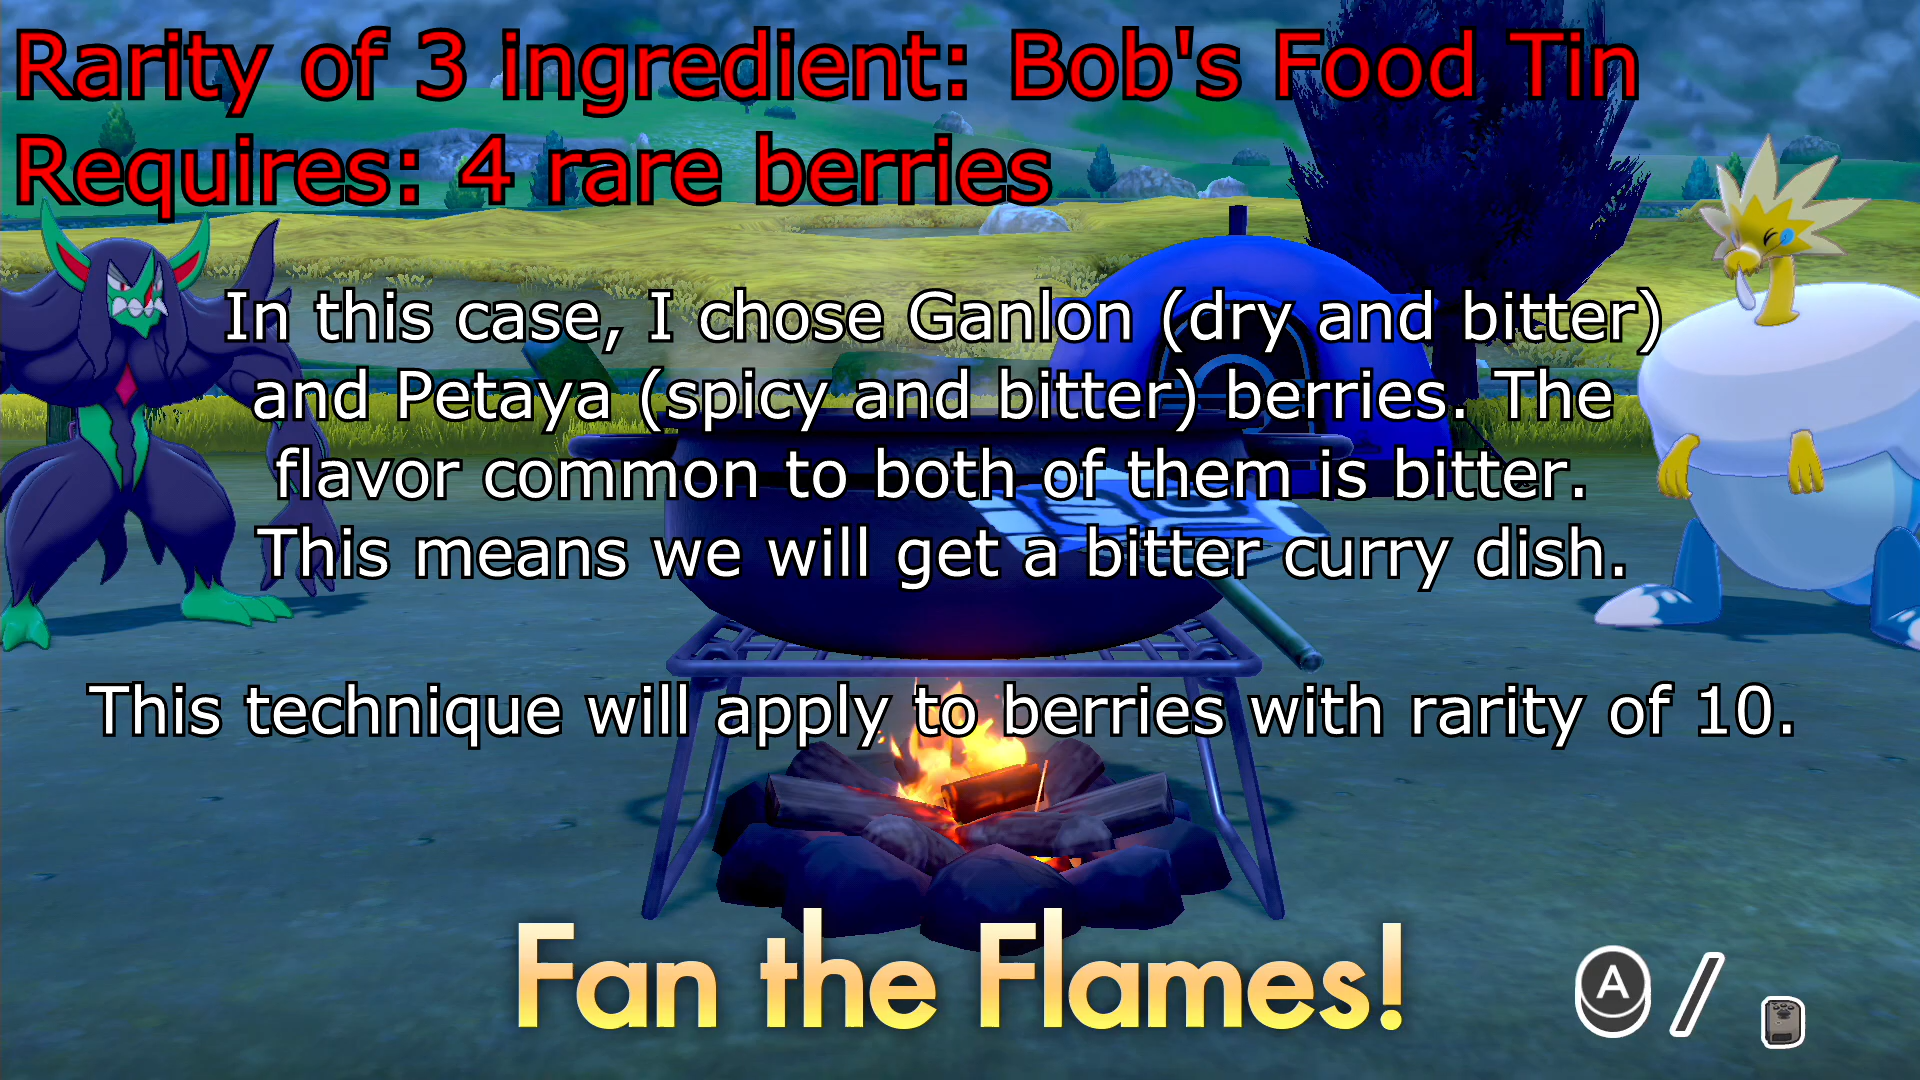 Rarity of 3 ingredient: Bob's Food Tin
Requires: 4 rare berries
In this case, I chose Ganlon (dry and bitter)
and Petaya (spicy and bitter) berries. The
flavor common to both of them is bitter.
This means we will get a bitter curry dish.
This technique will apply to berries with rarity of 10.
Fan the Flames!
A /